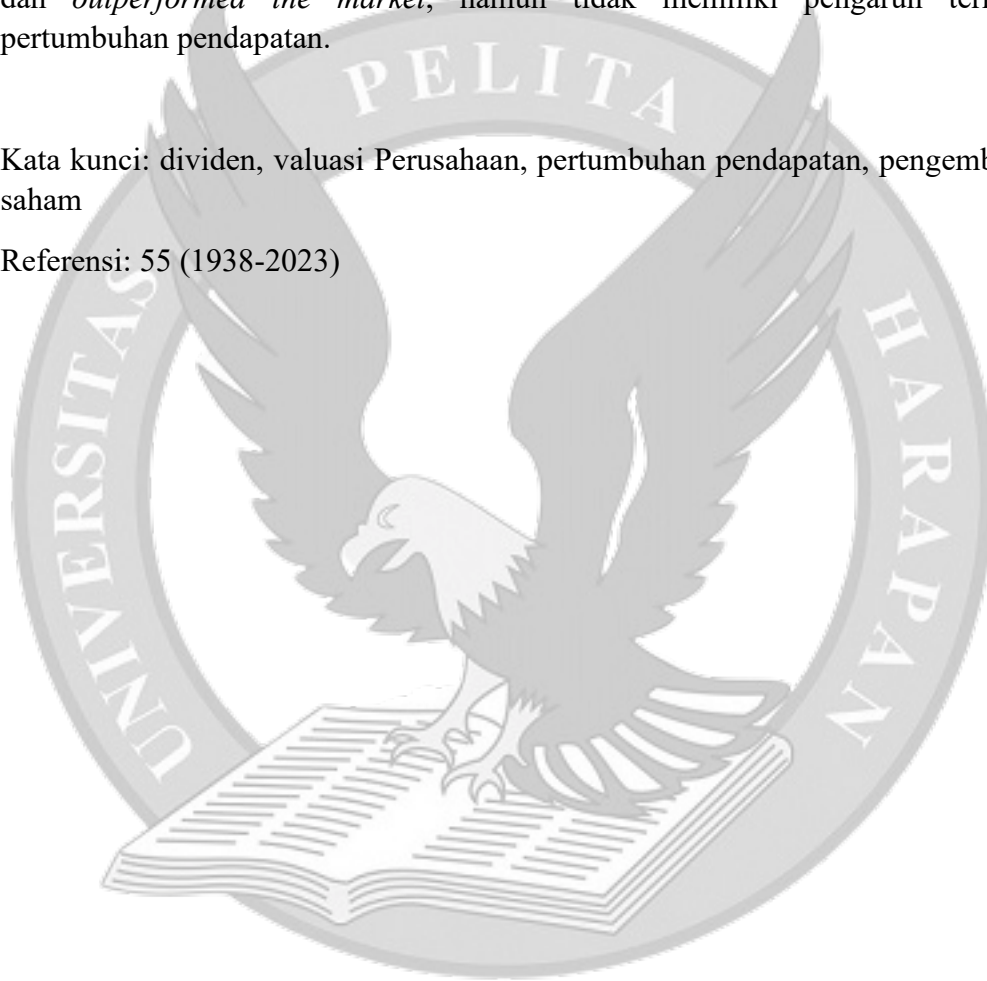 dan outperformed the market, namun tidak memiliki pengaruh
pertumbuhan pendapatan.
PELITA
Kata kunci: dividen, valuasi Perusahaan, pertumbuhan pendapatan,
saham
Referensi: 55 (1938-2023)
UNIVERSITAS
HARAPAN